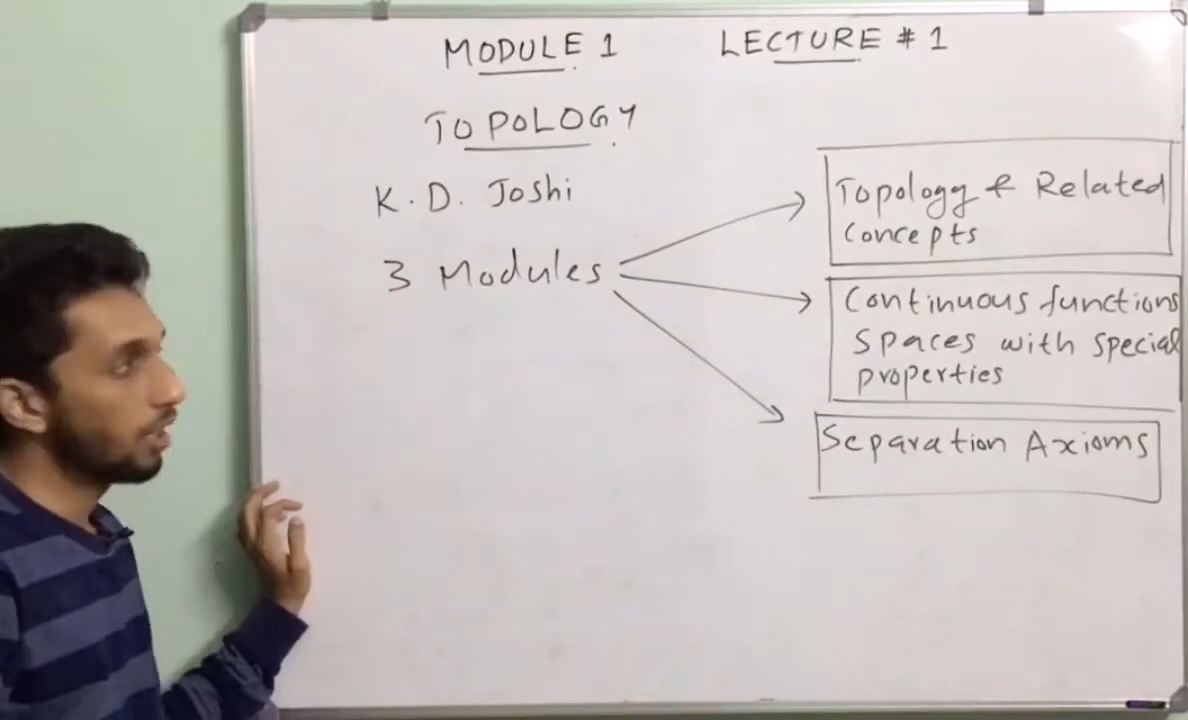 MODULE 1 LECTURE # 1
TOPOLOGY
K.D. Joshi
3 Modules
Topology & Related
Concepts
Continuous functions
Spaces with special
properties
Separation Axioms